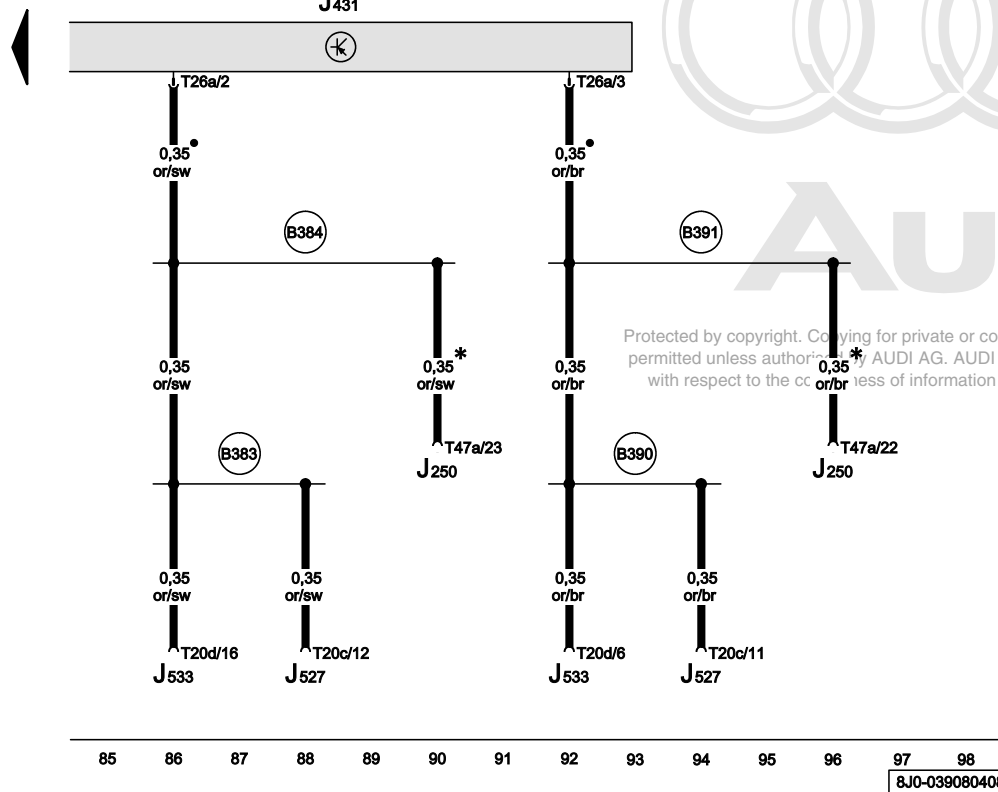 J431
T26a/2
T26a/3
0,35
or/sw
0,35
or/br
B384
B391
Au
Protected by copyright. Copying for private or co
permitted unless authorised by AUDI AG. AUDI
with respect to the co ness of information
0,35
or/sw
0,35 *
or/sw
0,35
or/br
0,35 *
or/br
B383
T47a/23
J250
B390
T47a/22
J250
0,35
or/sw
0,35
or/sw
0,35
or/br
0,35
or/br
T20d/16
J533
T20c/12
J527
T20d/6
J533
T20c/11
J527
85 86 87 88 89 90 91 92 93 94 95 96 97 98
8J0-039080408